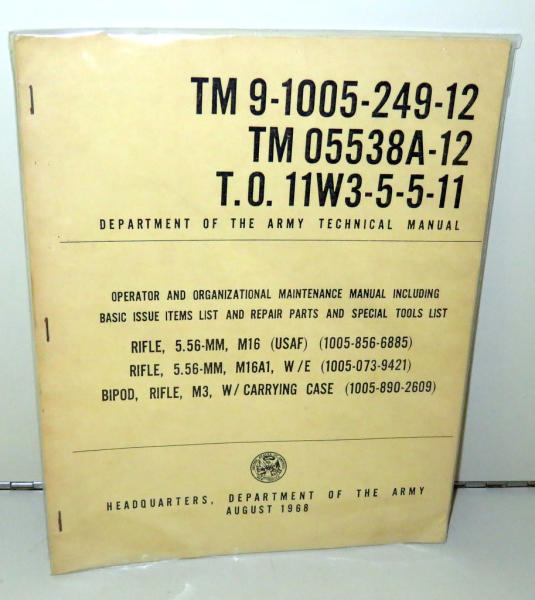 TM 9-1005-249-12
TM 05538A-12
T.O. 11W3-5-5-11
DEPARTMENT OF THE ARMY TECHNICAL MANUAL
OPERATOR AND ORGANIZATIONAL MAINTENANCE MANUAL INCLUDING
BASIC ISSUE ITEMS LIST AND REPAIR PARTS AND SPECIAL TOOLS LIST
RIFLE, 5.56-MM, M16 (USAF) (1005-856-6885)
RIFLE, 5.56-MM, M16A1, W/E (1005-073-9421)
BIPOD, RIFLE, M3, W/ CARRYING CASE (1005-890-2609)
HEADQUARTERS, DEPARTMENT OF THE ARMY
AUGUST 1968